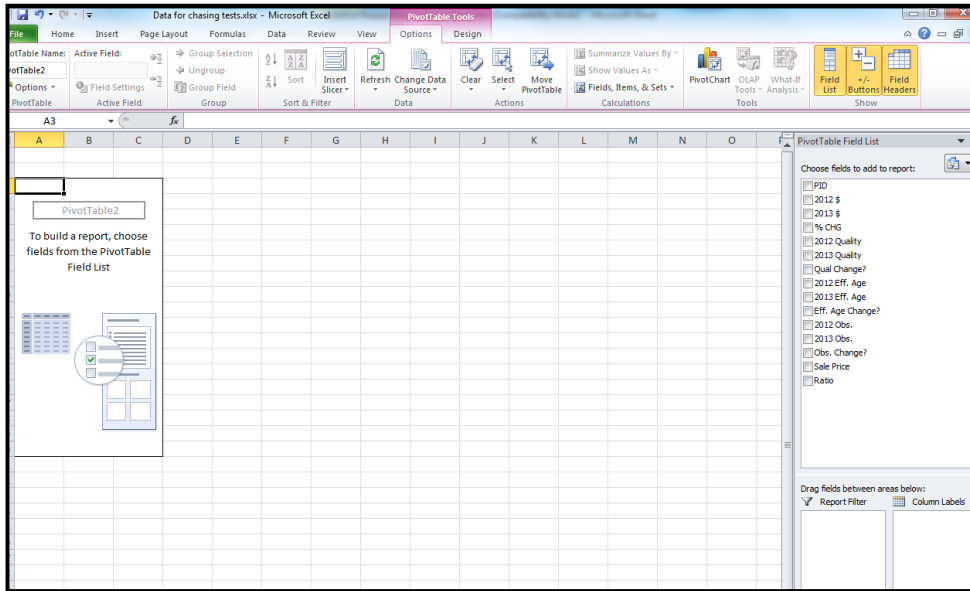 Data for chasing tests.xlsx - Microsoft Excel
PivotTable Tools
File Home Insert Page Layout Formulas Data Review View Options Design
otTable Name: Active Field:
votTable2
Options
Field Settings
Group Selection
Ungroup
Group Field
Sort
Insert Slicer
Refresh
Change Data Source
Clear
Select
Move PivotTable
Summarize Values By
Show Values As
Fields, Items, & Sets
PivotChart
OLAP Tools
What-If Analysis
Field List
+/- Buttons
Field Headers
PivotTable Active Field Group Sort & Filter Data Actions Calculations Tools Show
A3 fx
A B C D E F G H I J K L M N O
PivotTable2
To build a report, choose
fields from the PivotTable
Field List
PivotTable Field List
Choose fields to add to report:
PID
2012 $
2013 $
% CHG
2012 Quality
2013 Quality
Qual Change?
2012 Eff. Age
2013 Eff. Age
Eff. Age Change?
2012 Obs.
2013 Obs.
Obs. Change?
Sale Price
Ratio
Drag fields between areas below:
Report Filter Column Labels